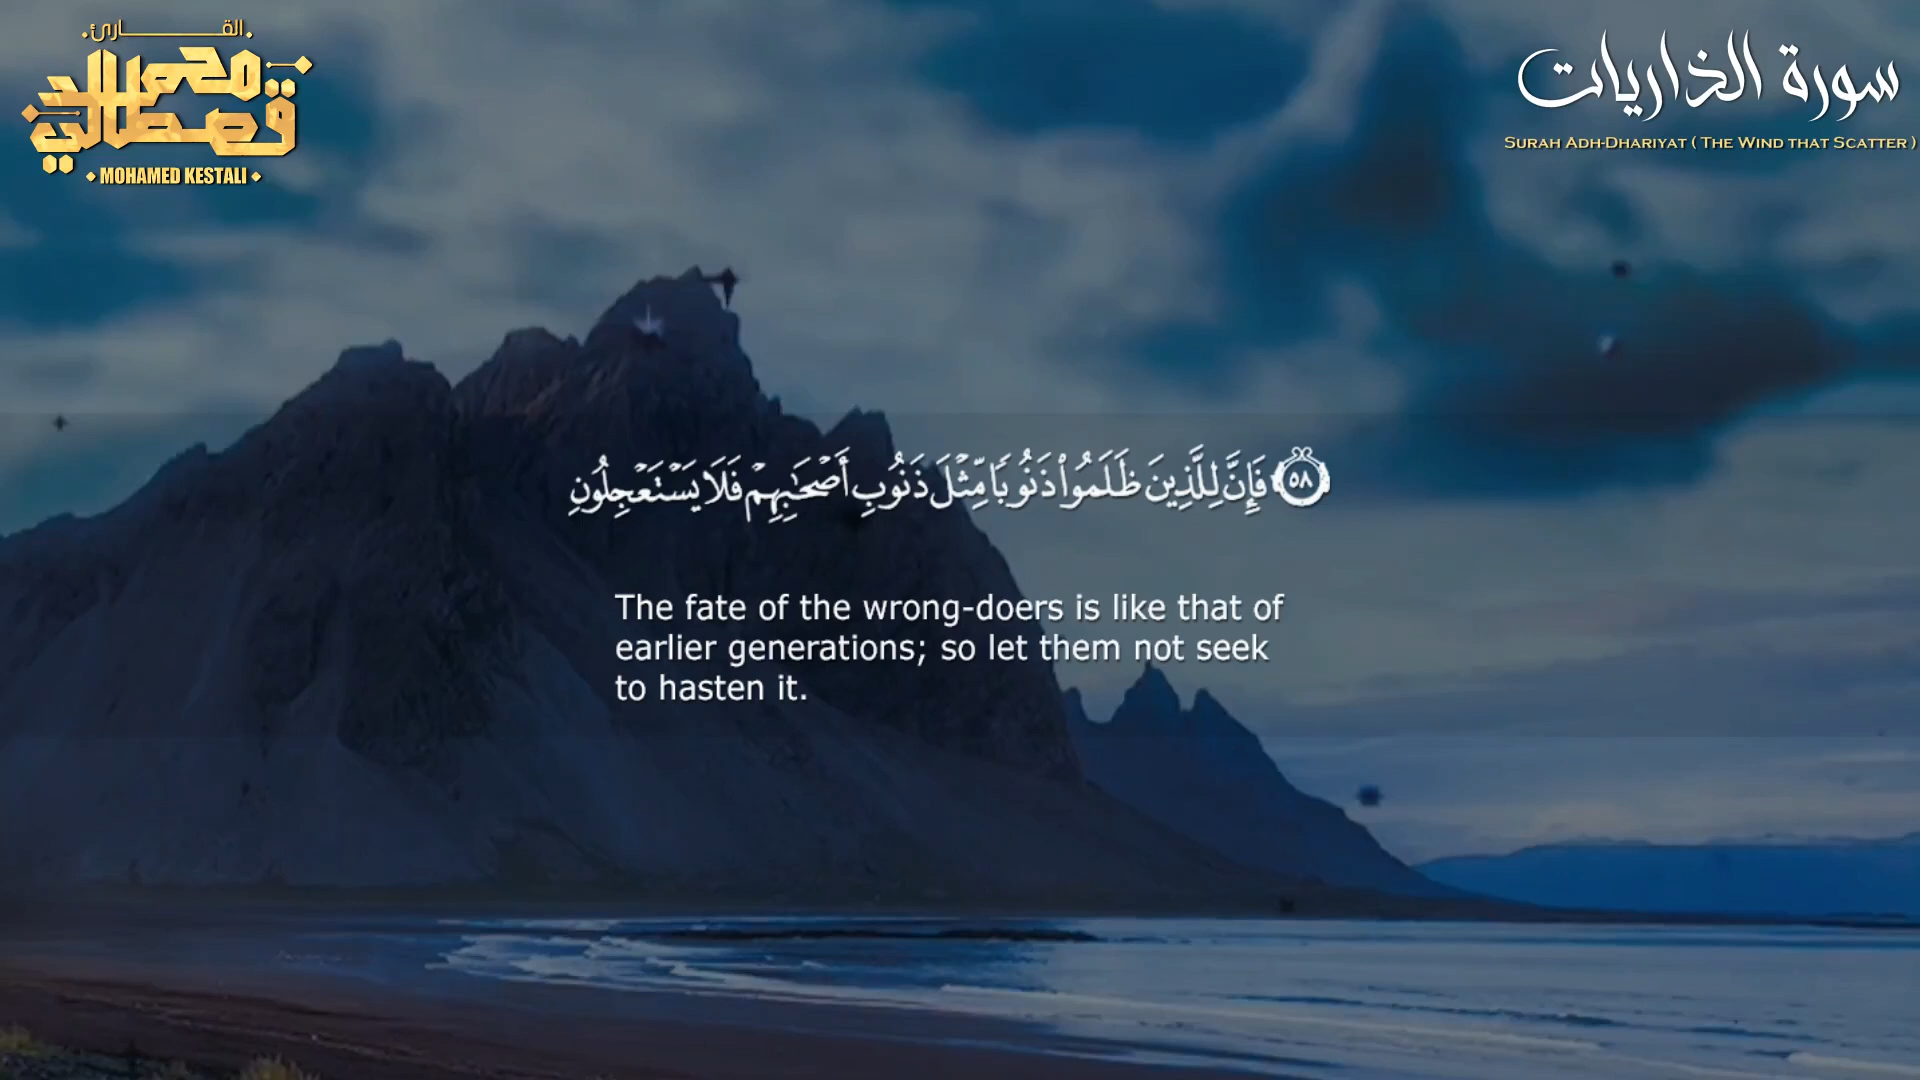 القـــارئ
محمد
قصطالي
MOHAMED KESTALI
سورة الذاريات
SURAH ADH-DHARIYAT ( THE WIND THAT SCATTER )
٥٨ فَإِنَّ لِلَّذِينَ ظَلَمُوا۟ ذَنُوبًا مِّثْلَ ذَنُوبِ أَصْحَـٰبِهِمْ فَلَا يَسْتَعْجِلُونِ
The fate of the wrong-doers is like that of
earlier generations; so let them not seek
to hasten it.